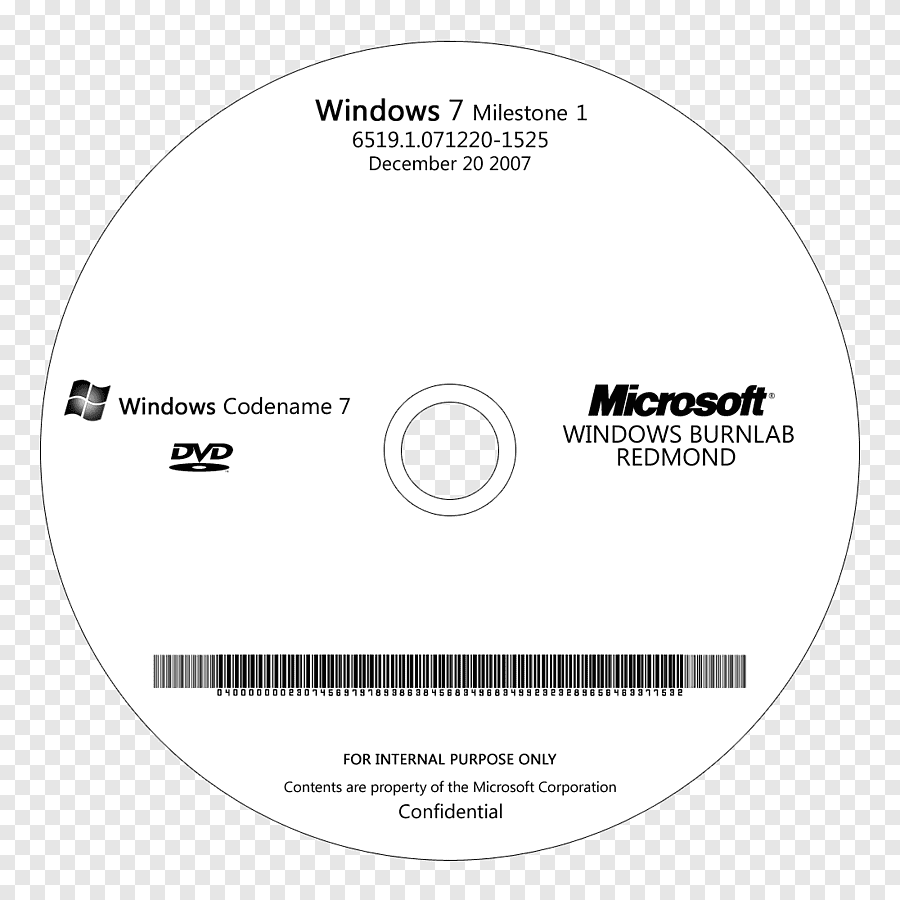 Windows 7 Milestone 1
6519.1.071220-1525
December 20 2007
Windows Codename 7
DVD
Microsoft®
WINDOWS BURNLAB
REDMOND
FOR INTERNAL PURPOSE ONLY
Contents are property of the Microsoft Corporation
Confidential